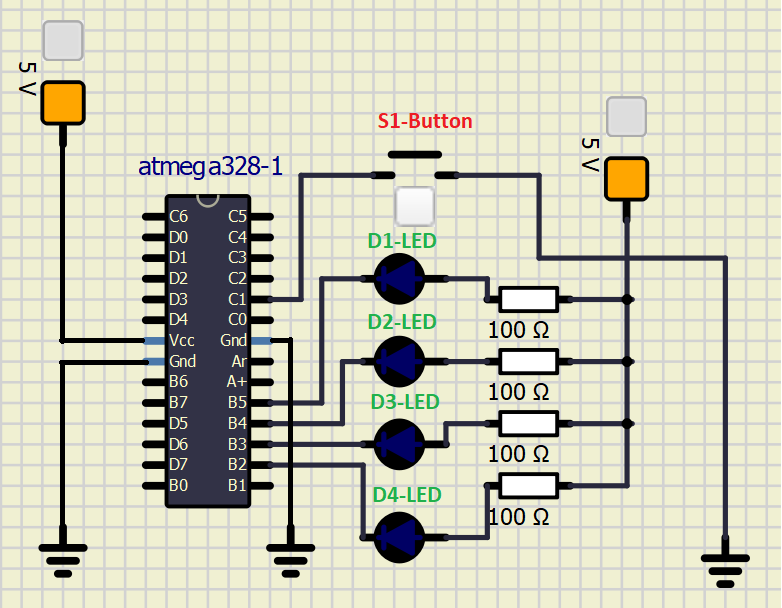 5 V
S1-Button
5 V
atmega328-1
C6 C5
D0 C4
D1 C3
D2 C2
D3 C1
D4 C0
Vcc Gnd
Gnd Ar
B6 A+
B7 B5
D5 B4
D6 B3
D7 B2
B0 B1
D1-LED
100 Ω
D2-LED
100 Ω
D3-LED
100 Ω
D4-LED
100 Ω